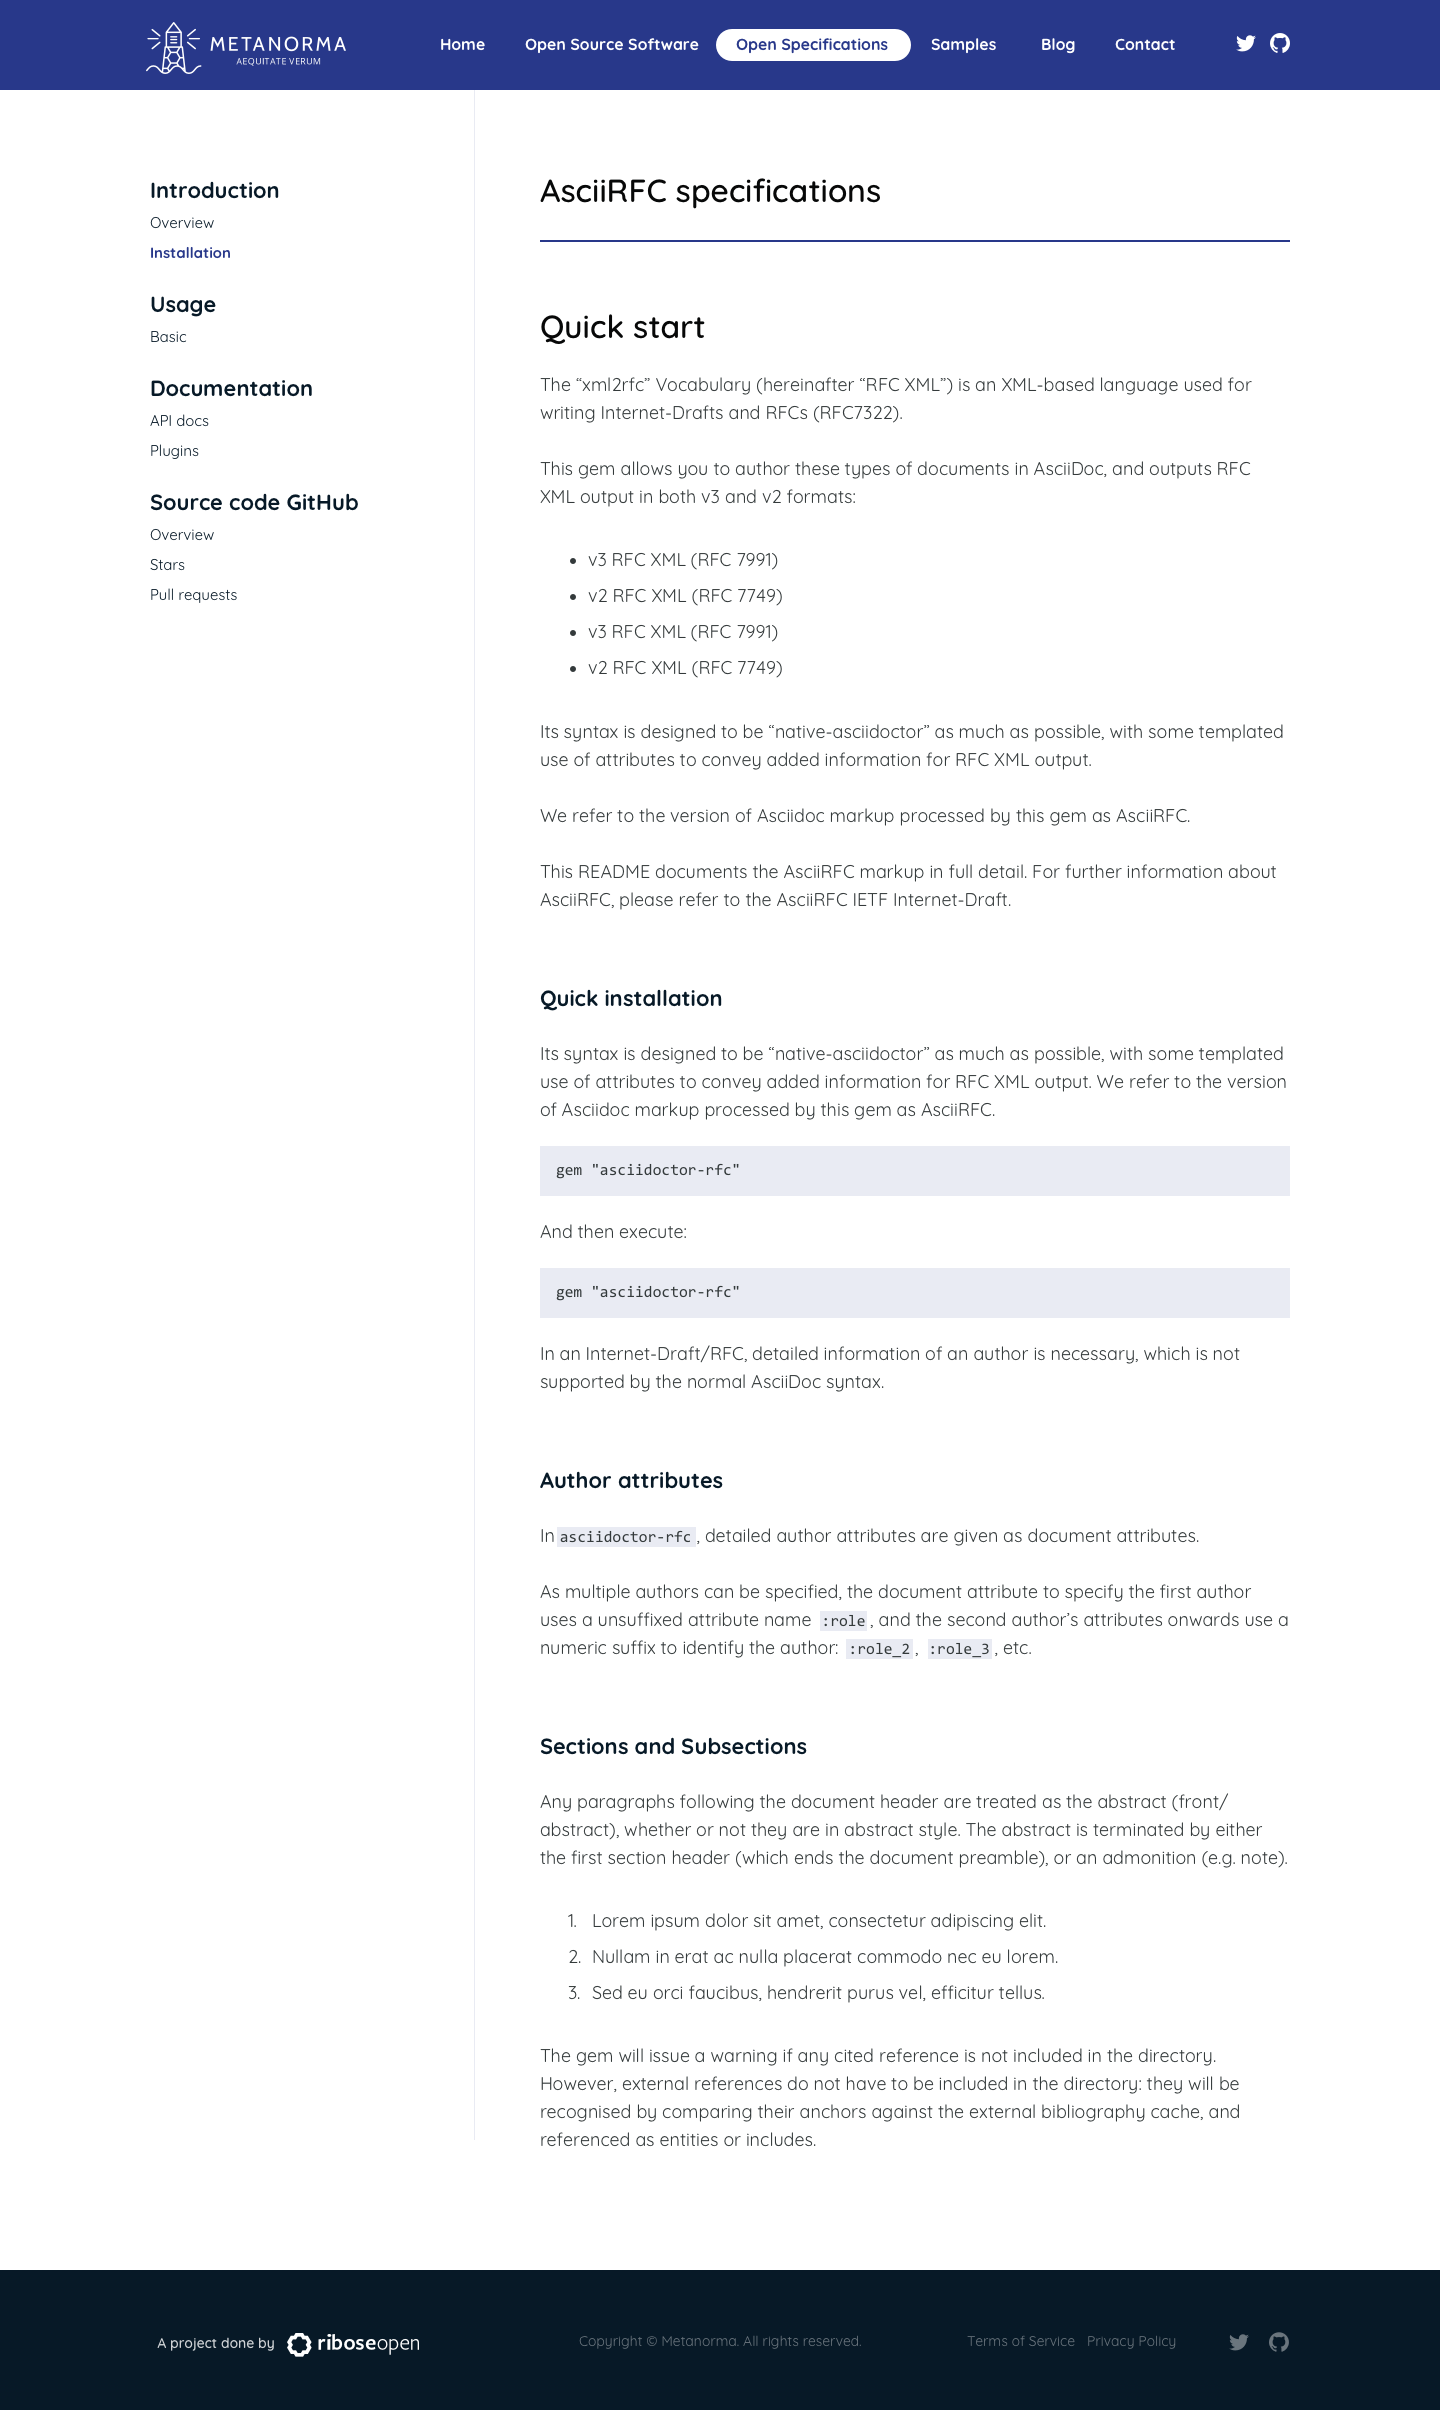 METANORMA
AEQUITATE VERUM
Home
Open Source Software
Open Specifications
Samples
Blog
Contact
Introduction
Overview
Installation
Usage
Basic
Documentation
API docs
Plugins
Source code GitHub
Overview
Stars
Pull requests
AsciiRFC specifications
Quick start
The “xml2rfc” Vocabulary (hereinafter “RFC XML”) is an XML-based language used for
writing Internet-Drafts and RFCs (RFC7322).
This gem allows you to author these types of documents in AsciiDoc, and outputs RFC
XML output in both v3 and v2 formats:
• v3 RFC XML (RFC 7991)
• v2 RFC XML (RFC 7749)
• v3 RFC XML (RFC 7991)
• v2 RFC XML (RFC 7749)
Its syntax is designed to be “native-asciidoctor” as much as possible, with some templated
use of attributes to convey added information for RFC XML output.
We refer to the version of Asciidoc markup processed by this gem as AsciiRFC.
This README documents the AsciiRFC markup in full detail. For further information about
AsciiRFC, please refer to the AsciiRFC IETF Internet-Draft.
Quick installation
Its syntax is designed to be “native-asciidoctor” as much as possible, with some templated
use of attributes to convey added information for RFC XML output. We refer to the version
of Asciidoc markup processed by this gem as AsciiRFC.
gem "asciidoctor-rfc"
And then execute:
gem "asciidoctor-rfc"
In an Internet-Draft/RFC, detailed information of an author is necessary, which is not
supported by the normal AsciiDoc syntax.
Author attributes
In asciidoctor-rfc, detailed author attributes are given as document attributes.
As multiple authors can be specified, the document attribute to specify the first author
uses a unsuffixed attribute name :role, and the second author’s attributes onwards use a
numeric suffix to identify the author: :role_2, :role_3, etc.
Sections and Subsections
Any paragraphs following the document header are treated as the abstract (front/
abstract), whether or not they are in abstract style. The abstract is terminated by either
the first section header (which ends the document preamble), or an admonition (e.g. note).
1. Lorem ipsum dolor sit amet, consectetur adipiscing elit.
2. Nullam in erat ac nulla placerat commodo nec eu lorem.
3. Sed eu orci faucibus, hendrerit purus vel, efficitur tellus.
The gem will issue a warning if any cited reference is not included in the directory.
However, external references do not have to be included in the directory: they will be
recognised by comparing their anchors against the external bibliography cache, and
referenced as entities or includes.
A project done by riboseopen
Copyright © Metanorma. All rights reserved.
Terms of Service
Privacy Policy